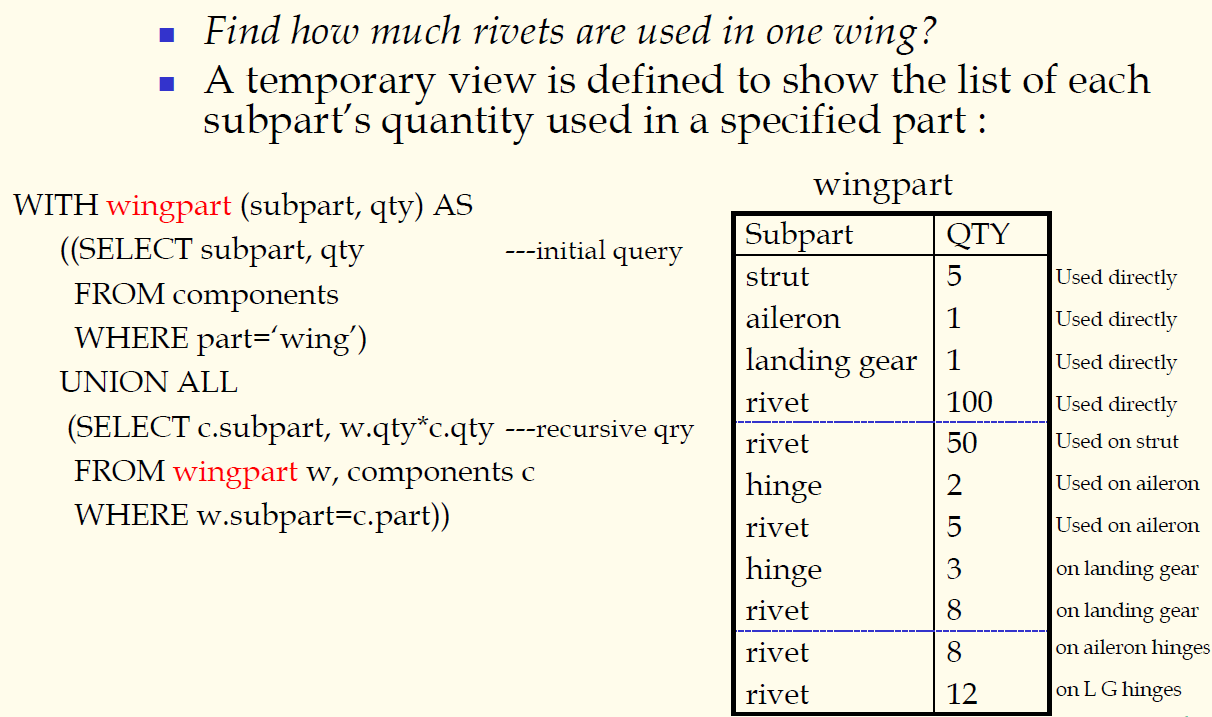 Find how much rivets are used in one wing?
A temporary view is defined to show the list of each
subpart's quantity used in a specified part :
WITH wingpart (subpart, qty) AS
((SELECT subpart, qty ---initial query
FROM components
WHERE part=‘wing’)
UNION ALL
(SELECT c.subpart, w.qty*c.qty ---recursive qry
FROM wingpart w, components c
WHERE w.subpart=c.part))
wingpart
Subpart QTY
strut 5 Used directly
aileron 1 Used directly
landing gear 1 Used directly
rivet 100 Used directly
rivet 50 Used on strut
hinge 2 Used on aileron
rivet 5 Used on aileron
hinge 3 on landing gear
rivet 8 on landing gear
rivet 8 on aileron hinges
rivet 12 on L G hinges